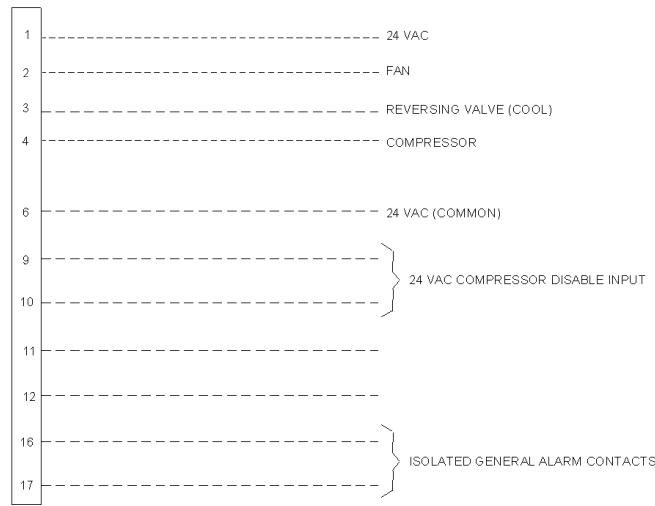 1 24 VAC
2 FAN
3 REVERSING VALVE (COOL)
4 COMPRESSOR
6 24 VAC (COMMON)
9
24 VAC COMPRESSOR DISABLE INPUT
10
11
12
16
ISOLATED GENERAL ALARM CONTACTS
17